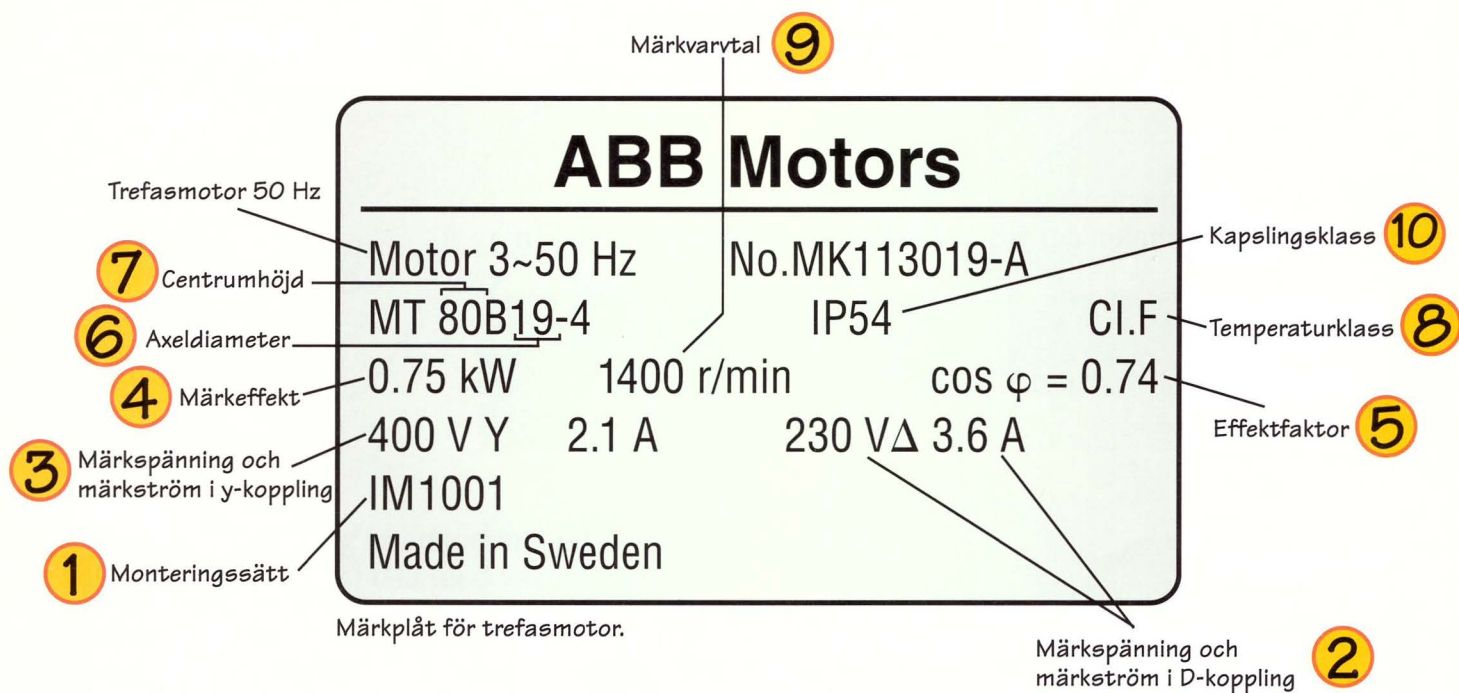 Märkvarvtal 9
ABB Motors
Trefasmotor 50 Hz
Motor 3~50 Hz No.MK113019-A
Kapslingsklass 10
7 Centrumhöjd
MT 80B19-4 IP54 Cl.F
Temperaturklass 8
6 Axeldiameter
0.75 kW 1400 r/min cos φ = 0.74
4 Märkeffekt
400 V Y 2.1 A 230 VΔ 3.6 A
Effektfaktor 5
3 Märkspänning och
märkström i y-koppling
IM1001
Made in Sweden
1 Monteringssätt
Märkplåt för trefasmotor.
Märkspänning och
märkström i D-koppling 2